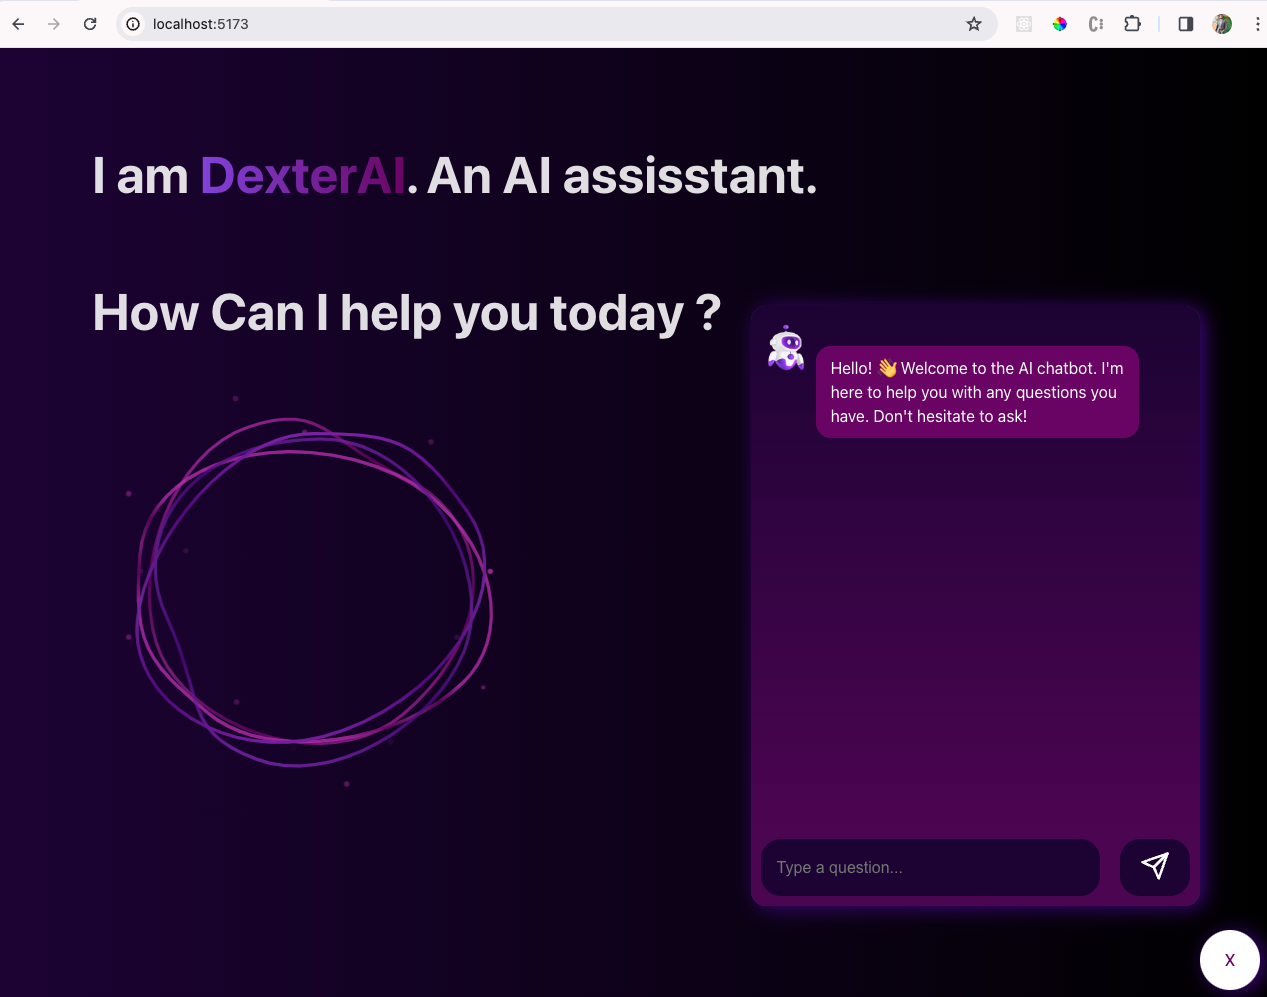 localhost:5173
I am DexterAI. An AI assisstant.
How Can I help you today ?
Hello! 👋 Welcome to the AI chatbot. I'm
here to help you with any questions you
have. Don't hesitate to ask!
Type a question...
X